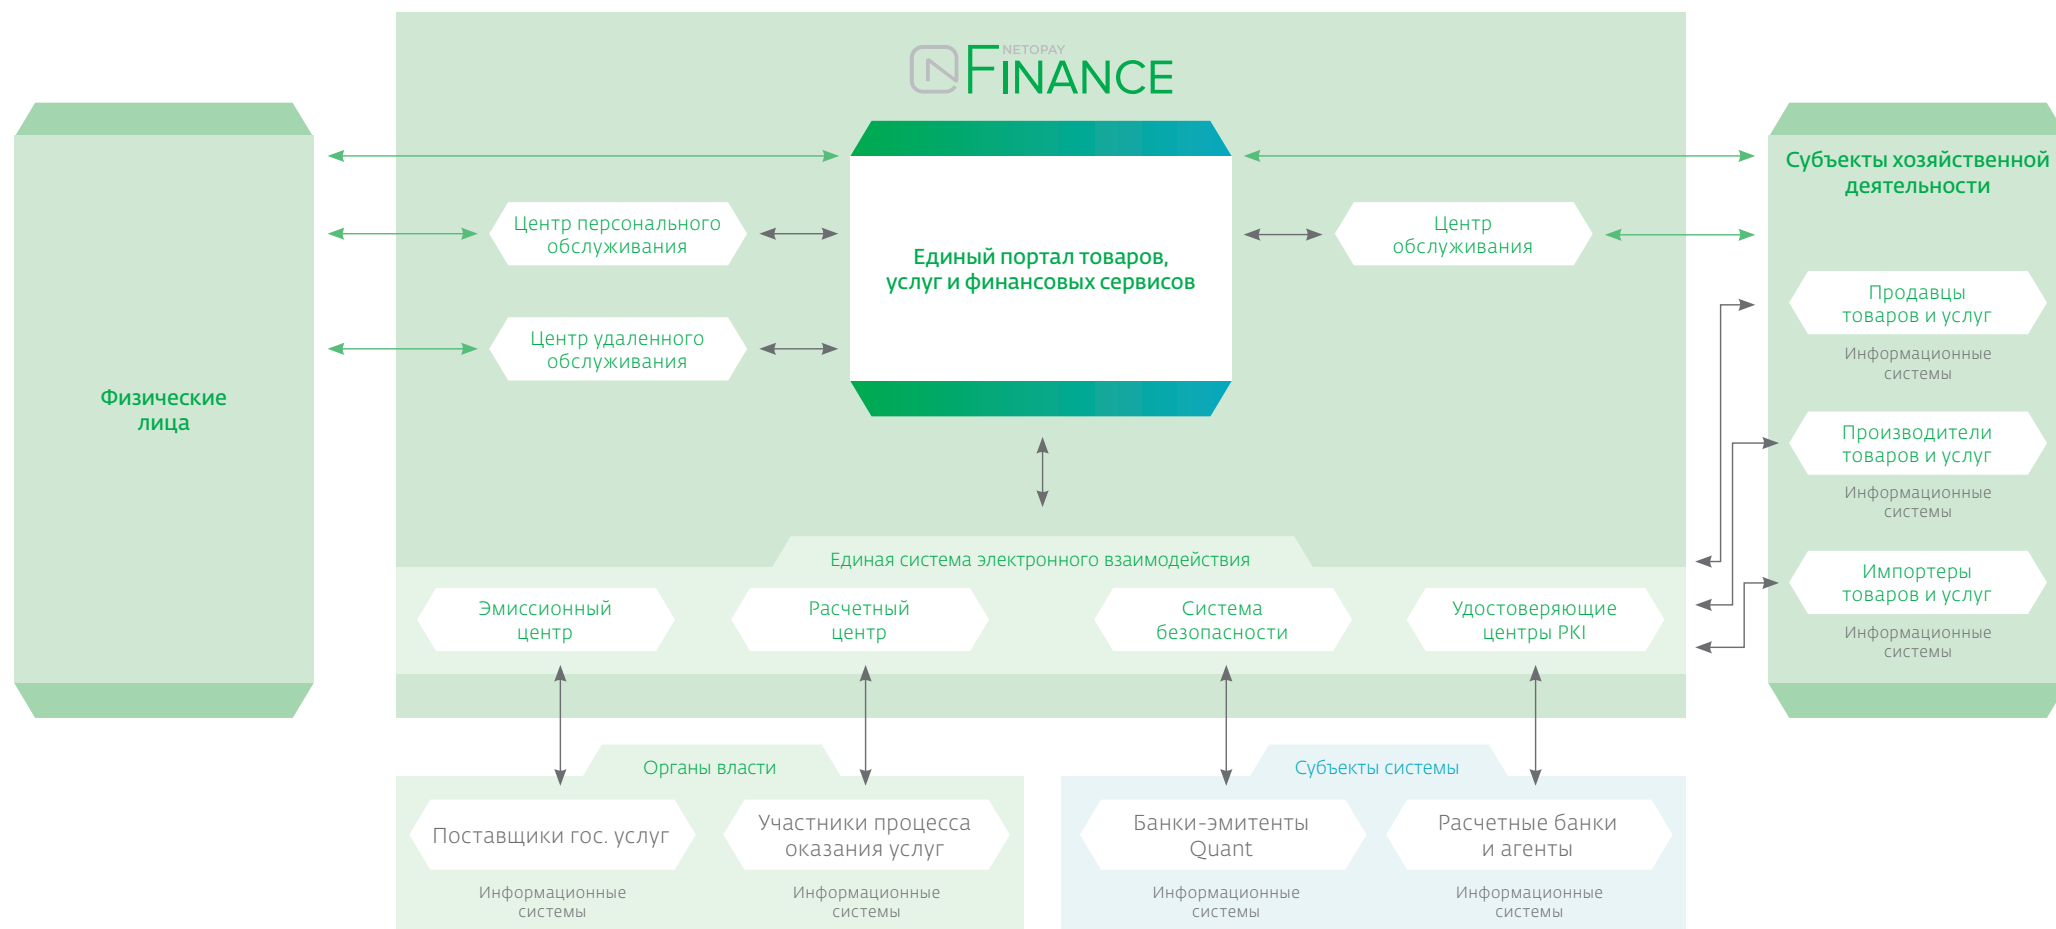 NETOPAY
FINANCE
Физические
лица
Центр персонального
обслуживания
Центр удаленного
обслуживания
Единый портал товаров,
услуг и финансовых сервисов
Центр
обслуживания
Субъекты хозяйственной
деятельности
Продавцы
товаров и услуг
Информационные
системы
Производители
товаров и услуг
Информационные
системы
Импортеры
товаров и услуг
Информационные
системы
Единая система электронного взаимодействия
Эмиссионный
центр
Расчетный
центр
Система
безопасности
Удостоверяющие
центры PKI
Органы власти
Поставщики гос. услуг
Информационные
системы
Участники процесса
оказания услуг
Информационные
системы
Субъекты системы
Банки-эмитенты
Quant
Информационные
системы
Расчетные банки
и агенты
Информационные
системы